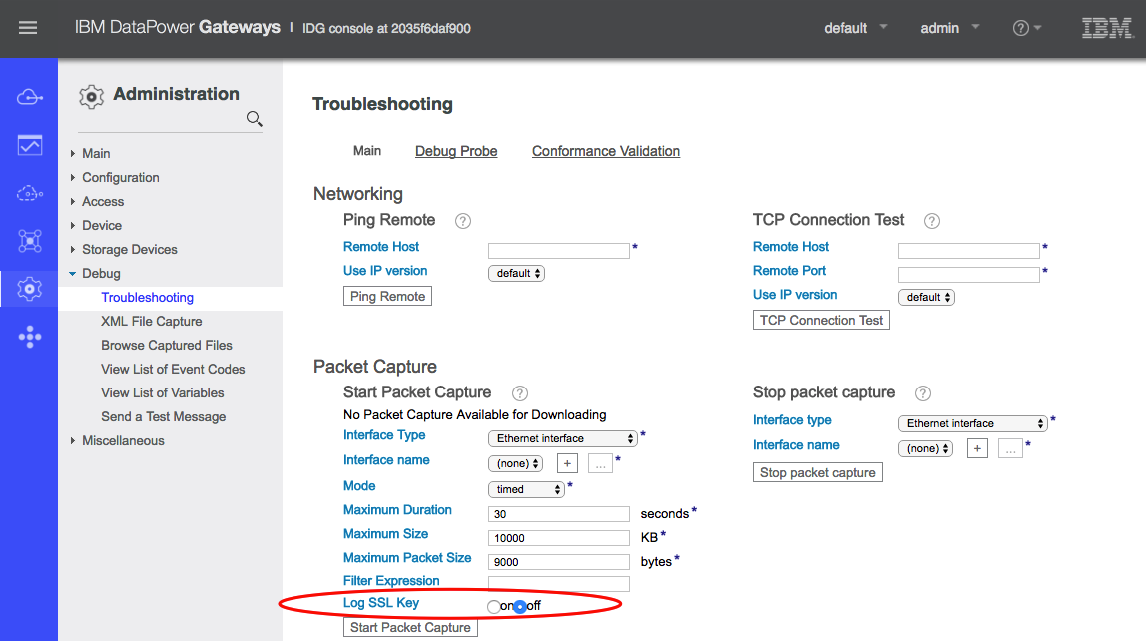 IBM DataPower Gateways | IDG console at 2035f6daf900
default
admin
?
IBM
Administration
Main
Configuration
Access
Device
Storage Devices
Debug
Troubleshooting
XML File Capture
Browse Captured Files
View List of Event Codes
View List of Variables
Send a Test Message
Miscellaneous
Troubleshooting
Main Debug Probe Conformance Validation
Networking
Ping Remote ?
Remote Host *
Use IP version default
Ping Remote
TCP Connection Test ?
Remote Host *
Remote Port *
Use IP version default
TCP Connection Test
Packet Capture
Start Packet Capture ?
No Packet Capture Available for Downloading
Interface Type Ethernet interface *
Interface name (none) + ... *
Mode timed *
Maximum Duration 30 seconds *
Maximum Size 10000 KB *
Maximum Packet Size 9000 bytes *
Filter Expression
Log SSL Key on off
Start Packet Capture
Stop packet capture ?
Interface type Ethernet interface *
Interface name (none) + ... *
Stop packet capture